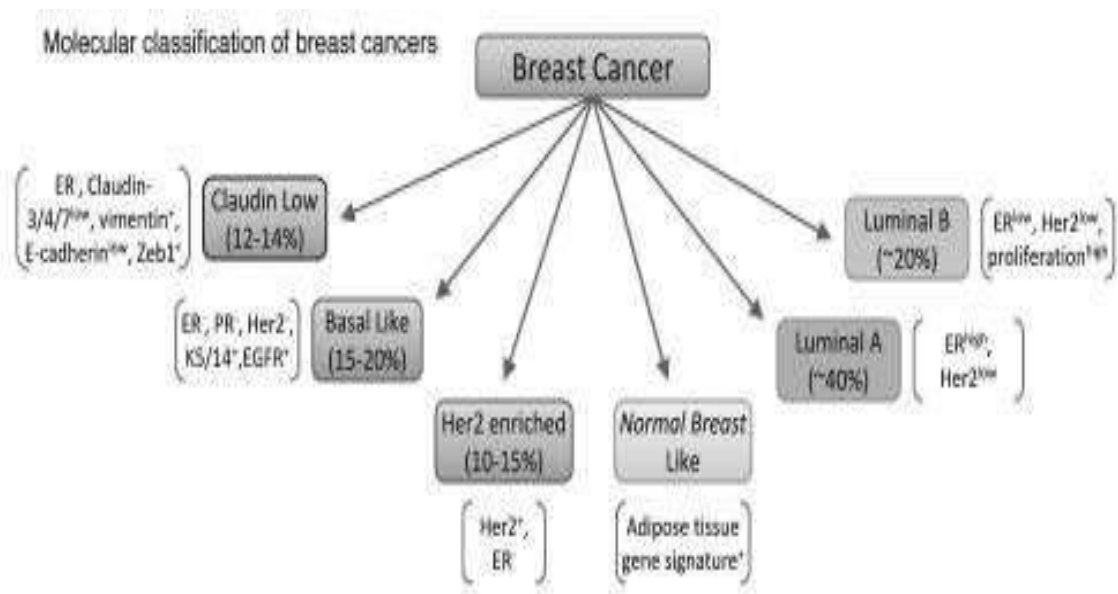 Molecular classification of breast cancers
Breast Cancer
ER⁻, Claudin-
3/4/7ˡᵒʷ, vimentin⁺,
E-cadherinˡᵒʷ, Zeb1⁺
Claudin Low
(12-14%)
ER⁻, PR⁻, Her2⁻,
K5/14⁺,EGFR⁺
Basal Like
(15-20%)
Her2 enriched
(10-15%)
Her2⁺,
ER⁻
Normal Breast
Like
Adipose tissue
gene signature⁺
Luminal A
(~40%)
ERʰⁱᵍʰ,
Her2ˡᵒʷ
Luminal B
(~20%)
ERˡᵒʷ, Her2ˡᵒʷ,
proliferationʰⁱᵍʰ